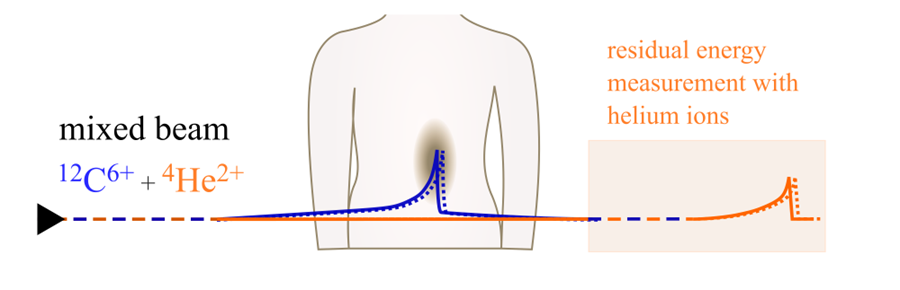 mixed beam
¹²C⁶⁺ + ⁴He²⁺
residual energy
measurement with
helium ions